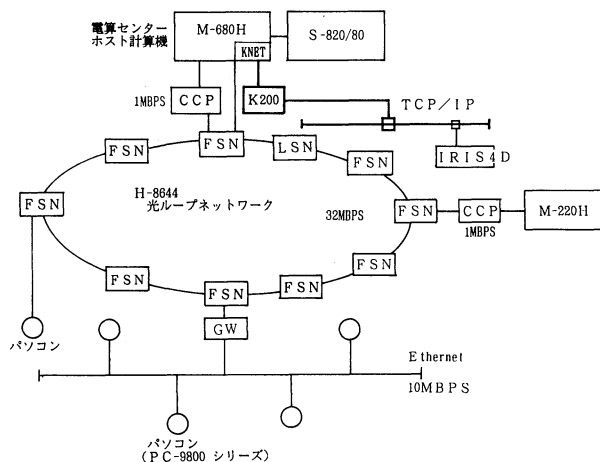 電算センター
ホスト計算機
M-680H
KNET
S-820/80
1MBPS
CCP
K200
TCP/IP
FSN
FSN
LSN
FSN
IRIS4D
FSN
H-8644
光ループネットワーク
32MBPS
FSN
CCP
1MBPS
M-220H
FSN
FSN
FSN
FSN
GW
パソコン
Ethernet
10MBPS
パソコン
(PC-9800 シリーズ)